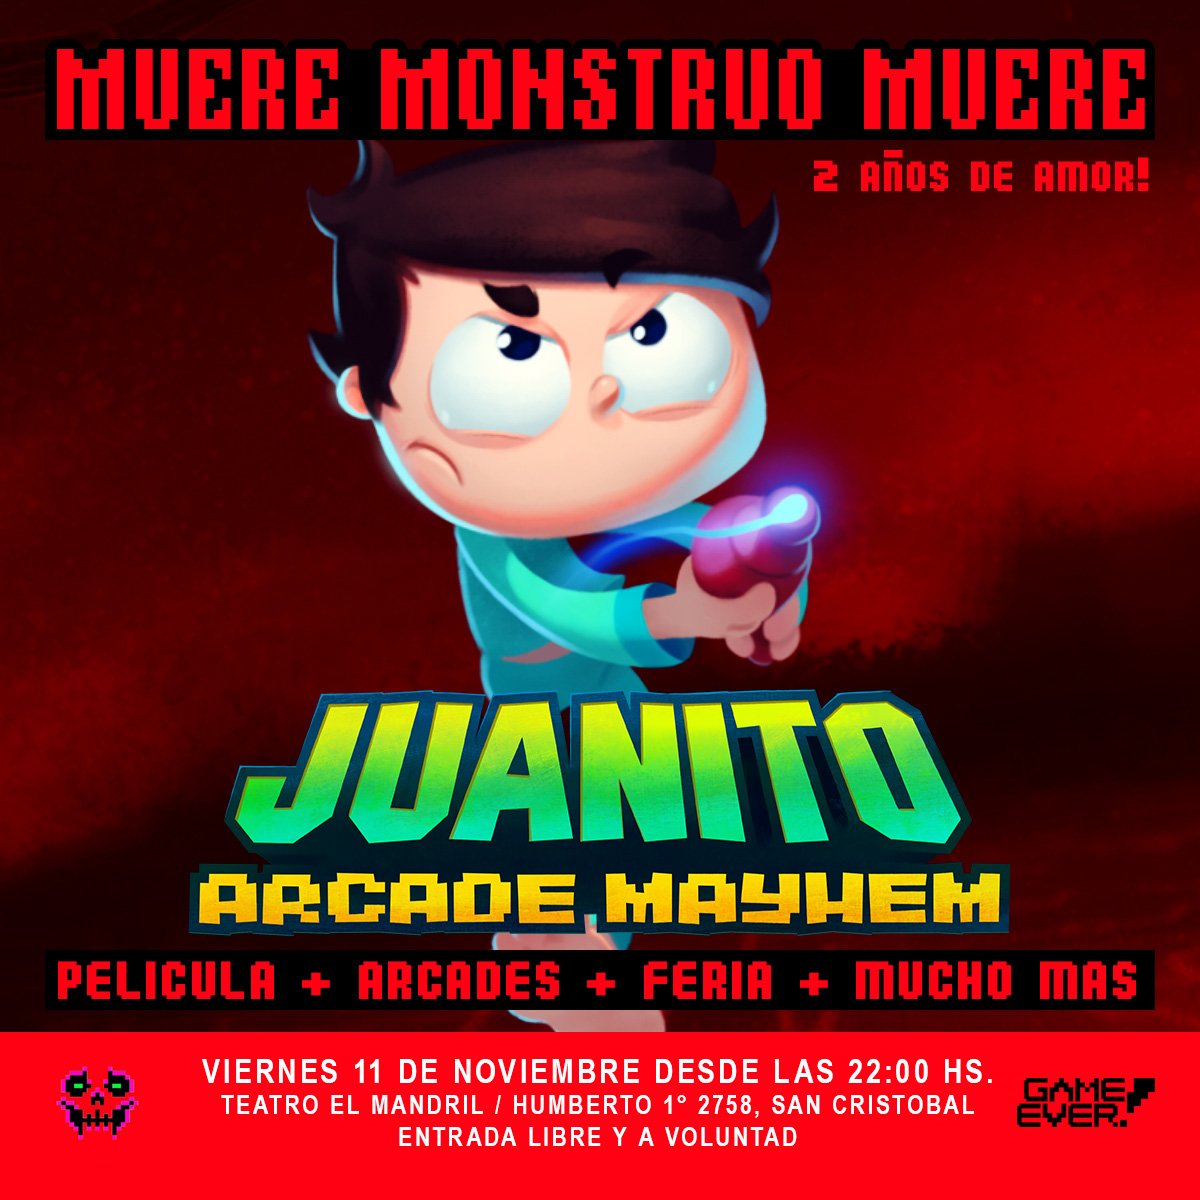 MUERE MONSTRUO MUERE
2 AÑOS DE AMOR!
JUANITO
ARCADE MAYHEM
PELICULA + ARCADES + FERIA + MUCHO MAS
VIERNES 11 DE NOVIEMBRE DESDE LAS 22:00 HS.
TEATRO EL MANDRIL / HUMBERTO 1° 2758, SAN CRISTOBAL
ENTRADA LIBRE Y A VOLUNTAD
GAME
EVER!